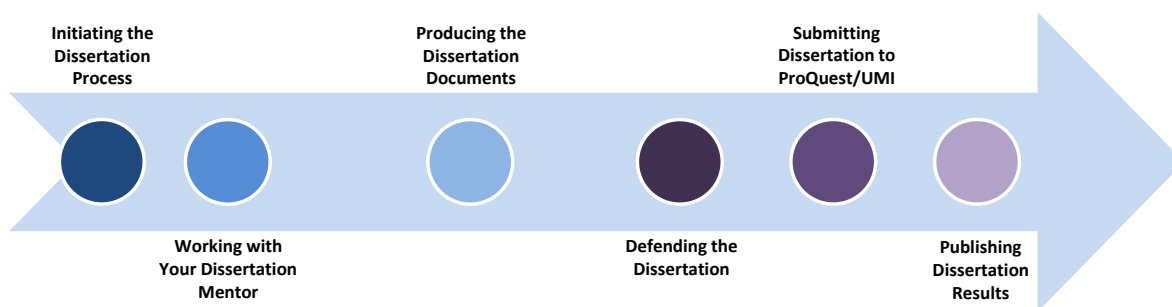 Initiating the
Dissertation
Process
Working with
Your Dissertation
Mentor
Producing the
Dissertation
Documents
Defending the
Dissertation
Submitting
Dissertation to
ProQuest/UMI
Publishing
Dissertation
Results